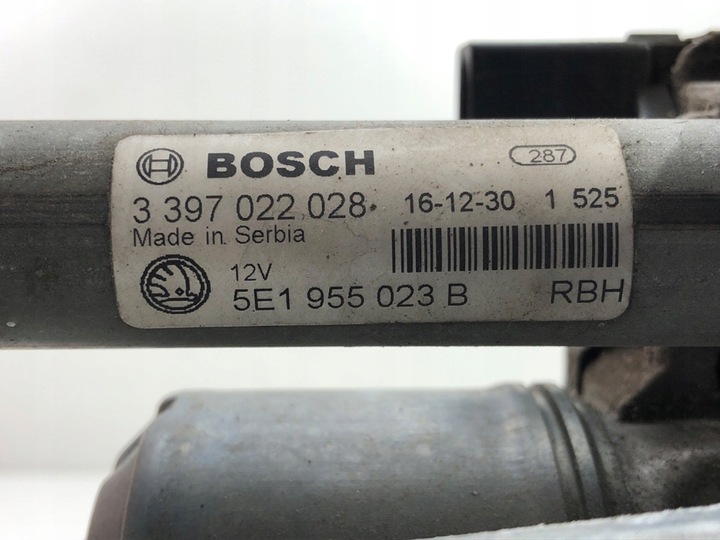 BOSCH 287
3 397 022 028 16-12-30 1 525
Made in Serbia
12V
5E1 955 023 B RBH